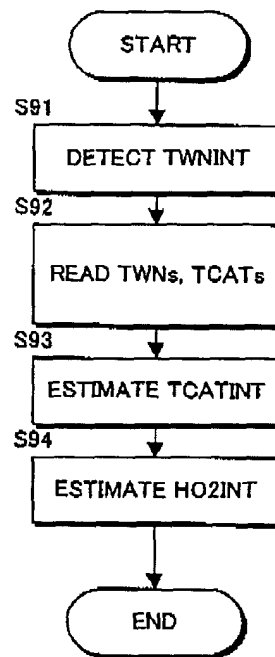 START
S91
DETECT TWNINT
S92
READ TWNs, TCATs
S93
ESTIMATE TCATINT
S94
ESTIMATE HO2INT
END